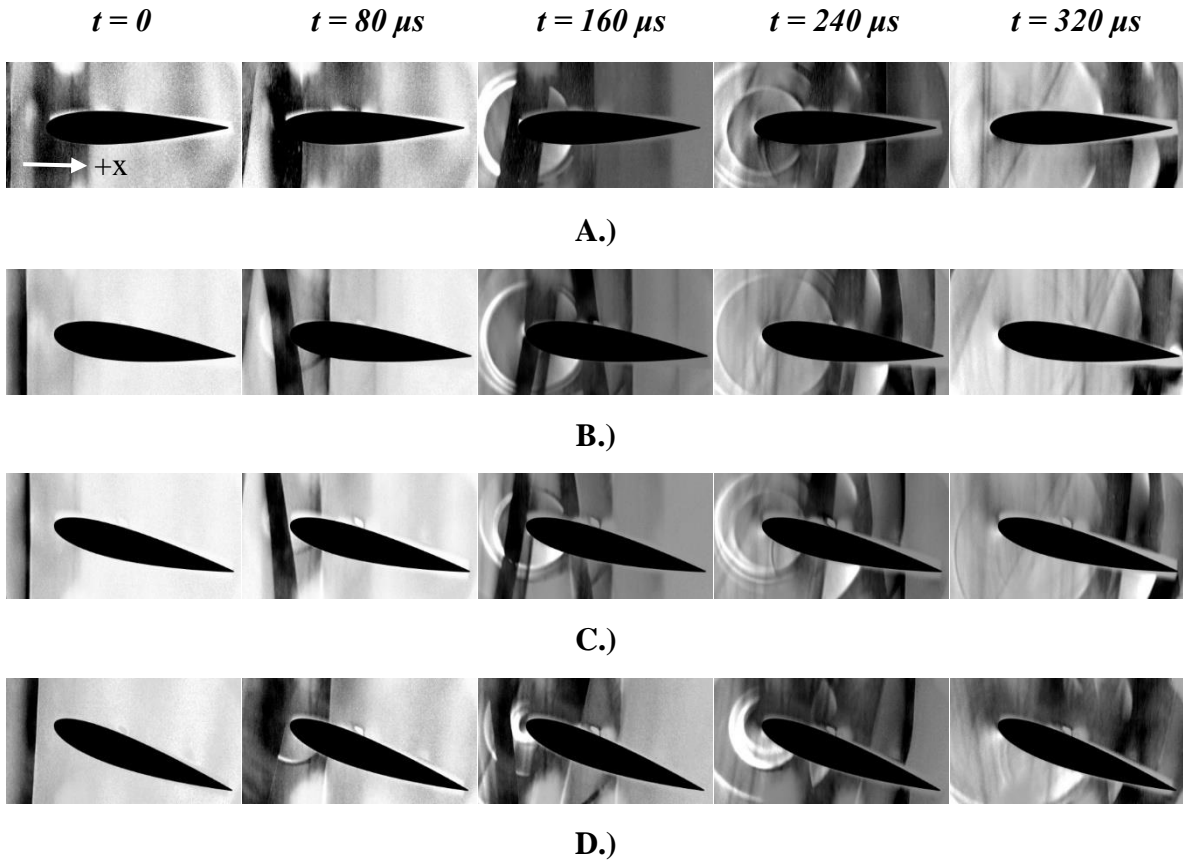 t = 0 t = 80 µs t = 160 µs t = 240 µs t = 320 µs
+x
A.)
B.)
C.)
D.)